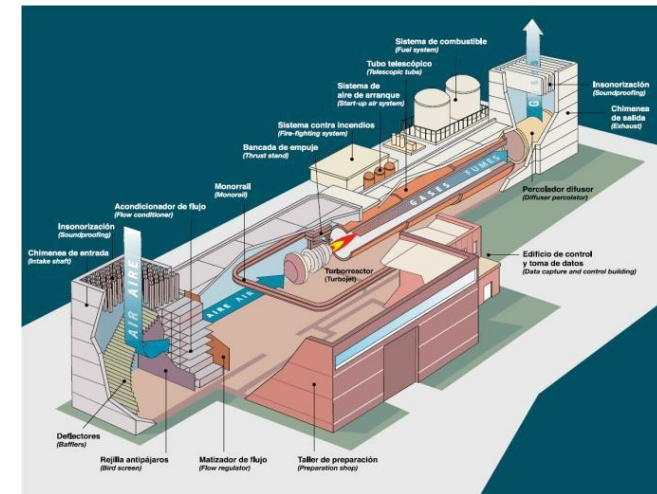 Sistema de combustible
(Fuel system)
Tubo telescópico
(Telescopic tube)
Sistema de
aire de arranque
(Start-up air system)
Sistema contra incendios
(Fire-fighting system)
Bancada de empuje
(Thrust stand)
Monorraíl
(Monorail)
Acondicionador de flujo
(Flow conditioner)
Insonorización
(Soundproofing)
Chimenea de entrada
(Intake shaft)
Insonorización
(Soundproofing)
Chimenea
de salida
(Exhaust)
Percolador difusor
(Diffuser percolator)
Edificio de control
y toma de datos
(Data capture and control building)
GASES FUMES
Turborreactor
(Turbojet)
AIR AIRE
AIRE AIR
Deflectores
(Bafflers)
Rejilla antipájaros
(Bird screen)
Matizador de flujo
(Flow regulator)
Taller de preparación
(Preparation shop)